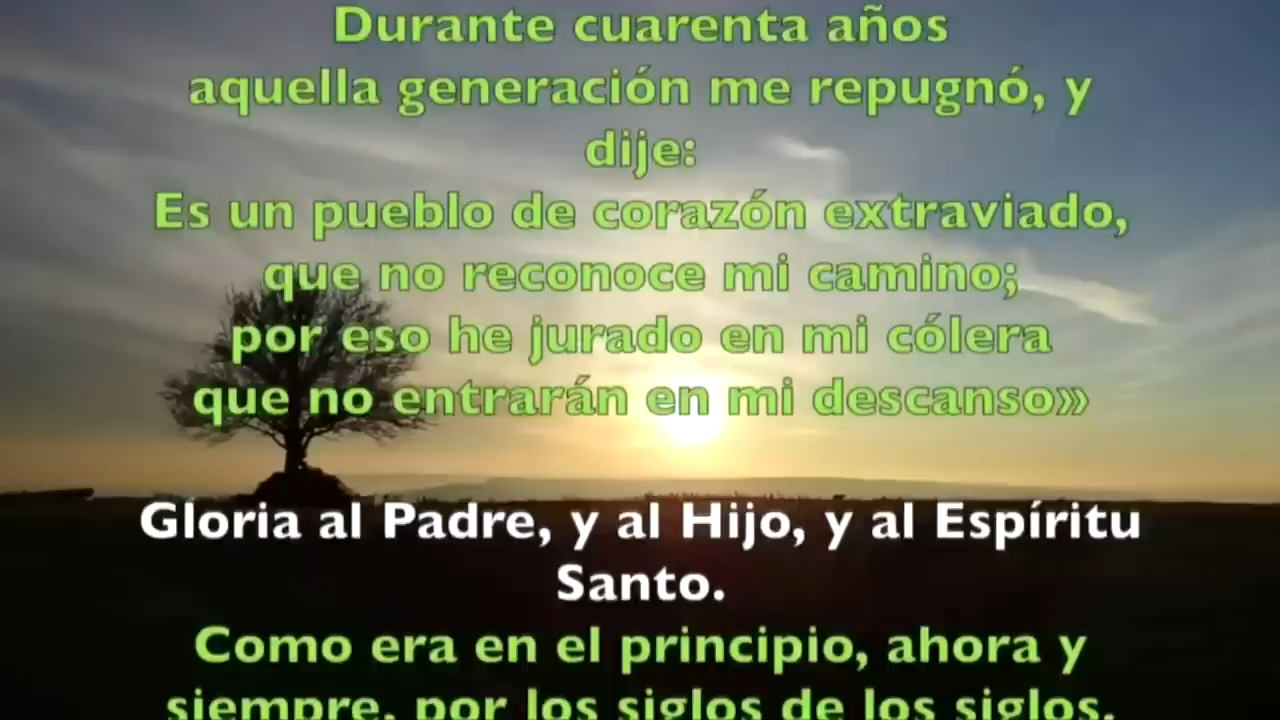 Durante cuarenta años
aquella generación me repugnó, y
dije:
Es un pueblo de corazón extraviado,
que no reconoce mi camino;
por eso he jurado en mi cólera
que no entrarán en mi descanso»
Gloria al Padre, y al Hijo, y al Espíritu
Santo.
Como era en el principio, ahora y
siempre, por los siglos de los siglos.